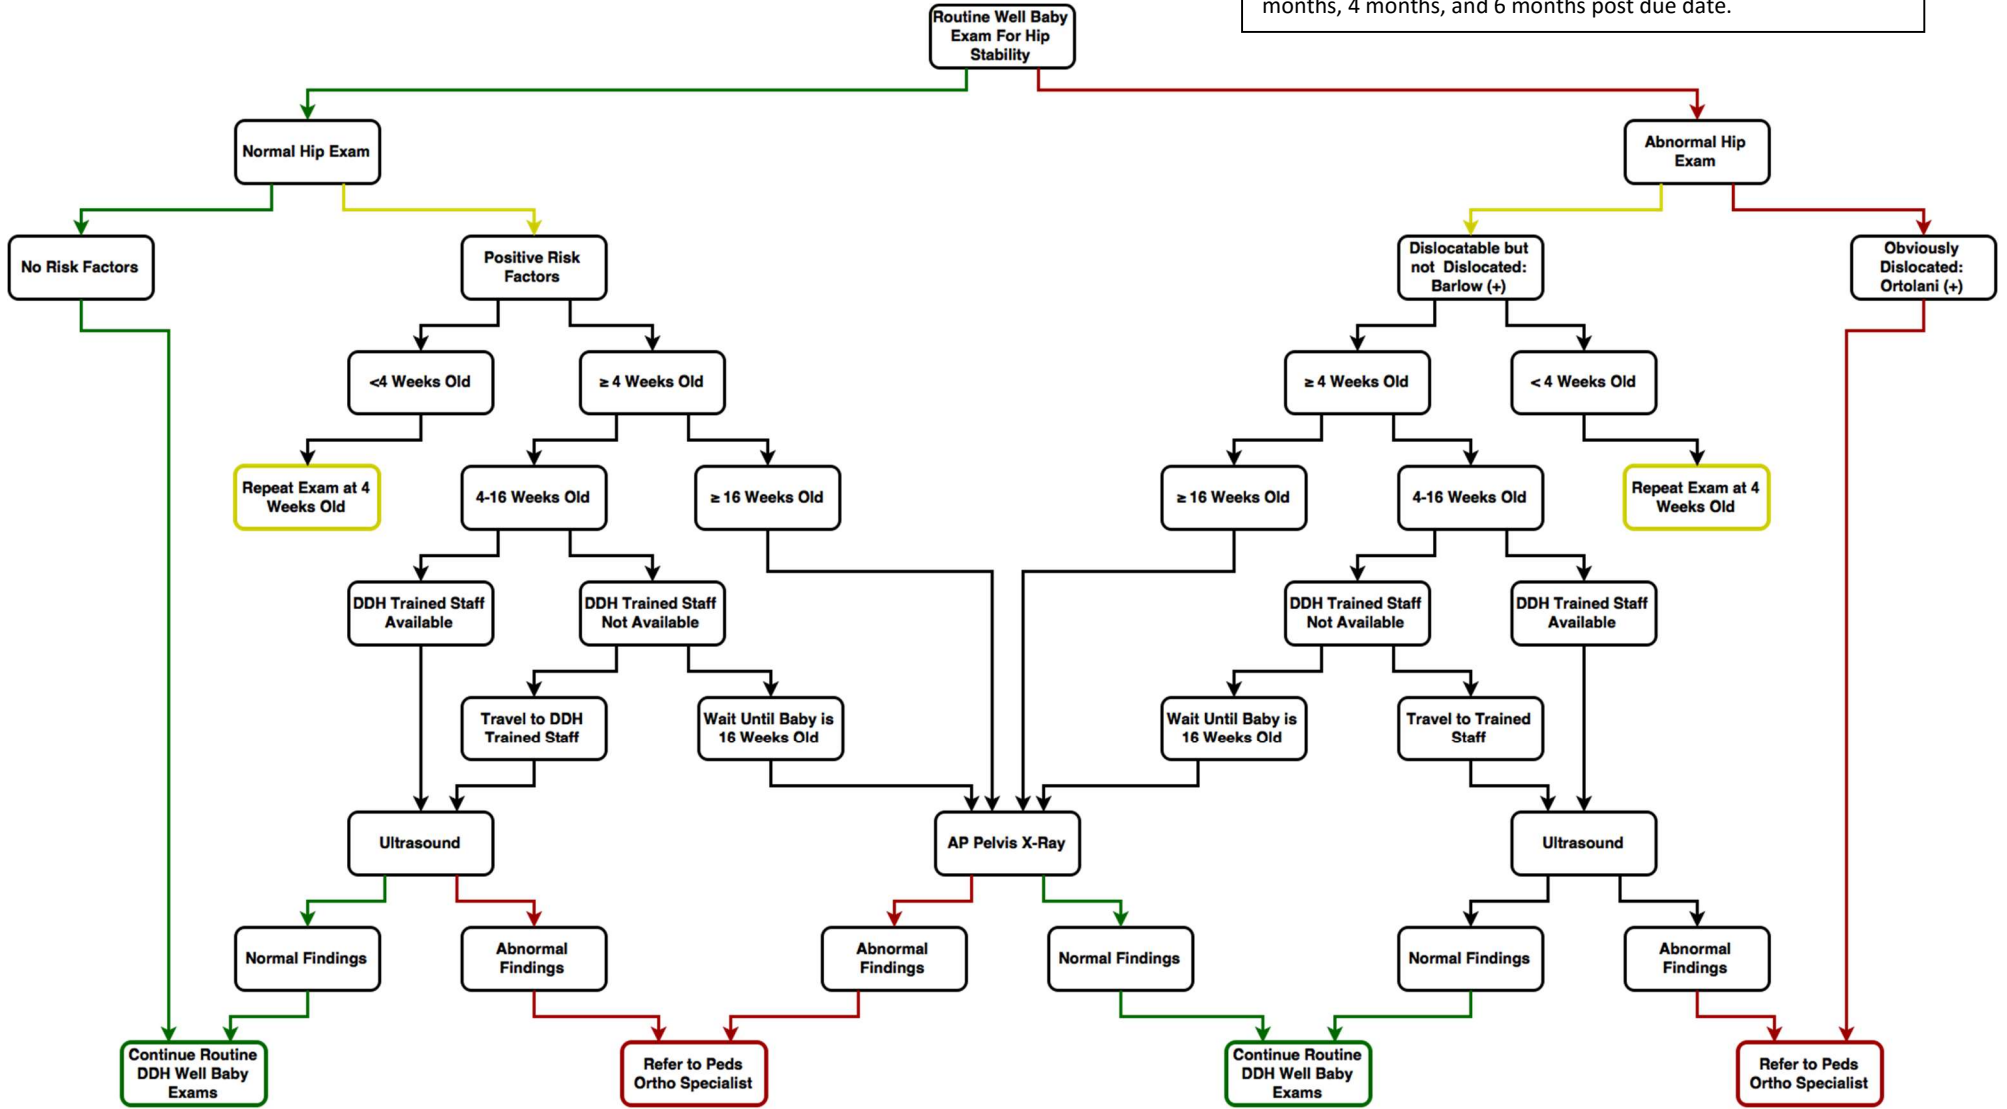 months, 4 months, and 6 months post due date.
Routine Well Baby
Exam For Hip
Stability
Normal Hip Exam
Abnormal Hip
Exam
No Risk Factors
Positive Risk
Factors
Dislocatable but
not Dislocated:
Barlow (+)
Obviously
Dislocated:
Ortolani (+)
<4 Weeks Old
≥ 4 Weeks Old
≥ 4 Weeks Old
< 4 Weeks Old
Repeat Exam at 4
Weeks Old
4-16 Weeks Old
≥ 16 Weeks Old
≥ 16 Weeks Old
4-16 Weeks Old
Repeat Exam at 4
Weeks Old
DDH Trained Staff
Available
DDH Trained Staff
Not Available
DDH Trained Staff
Not Available
DDH Trained Staff
Available
Travel to DDH
Trained Staff
Wait Until Baby is
16 Weeks Old
Wait Until Baby is
16 Weeks Old
Travel to Trained
Staff
Ultrasound
AP Pelvis X-Ray
Ultrasound
Normal Findings
Abnormal
Findings
Abnormal
Findings
Normal Findings
Normal Findings
Abnormal
Findings
Continue Routine
DDH Well Baby
Exams
Refer to Peds
Ortho Specialist
Continue Routine
DDH Well Baby
Exams
Refer to Peds
Ortho Specialist